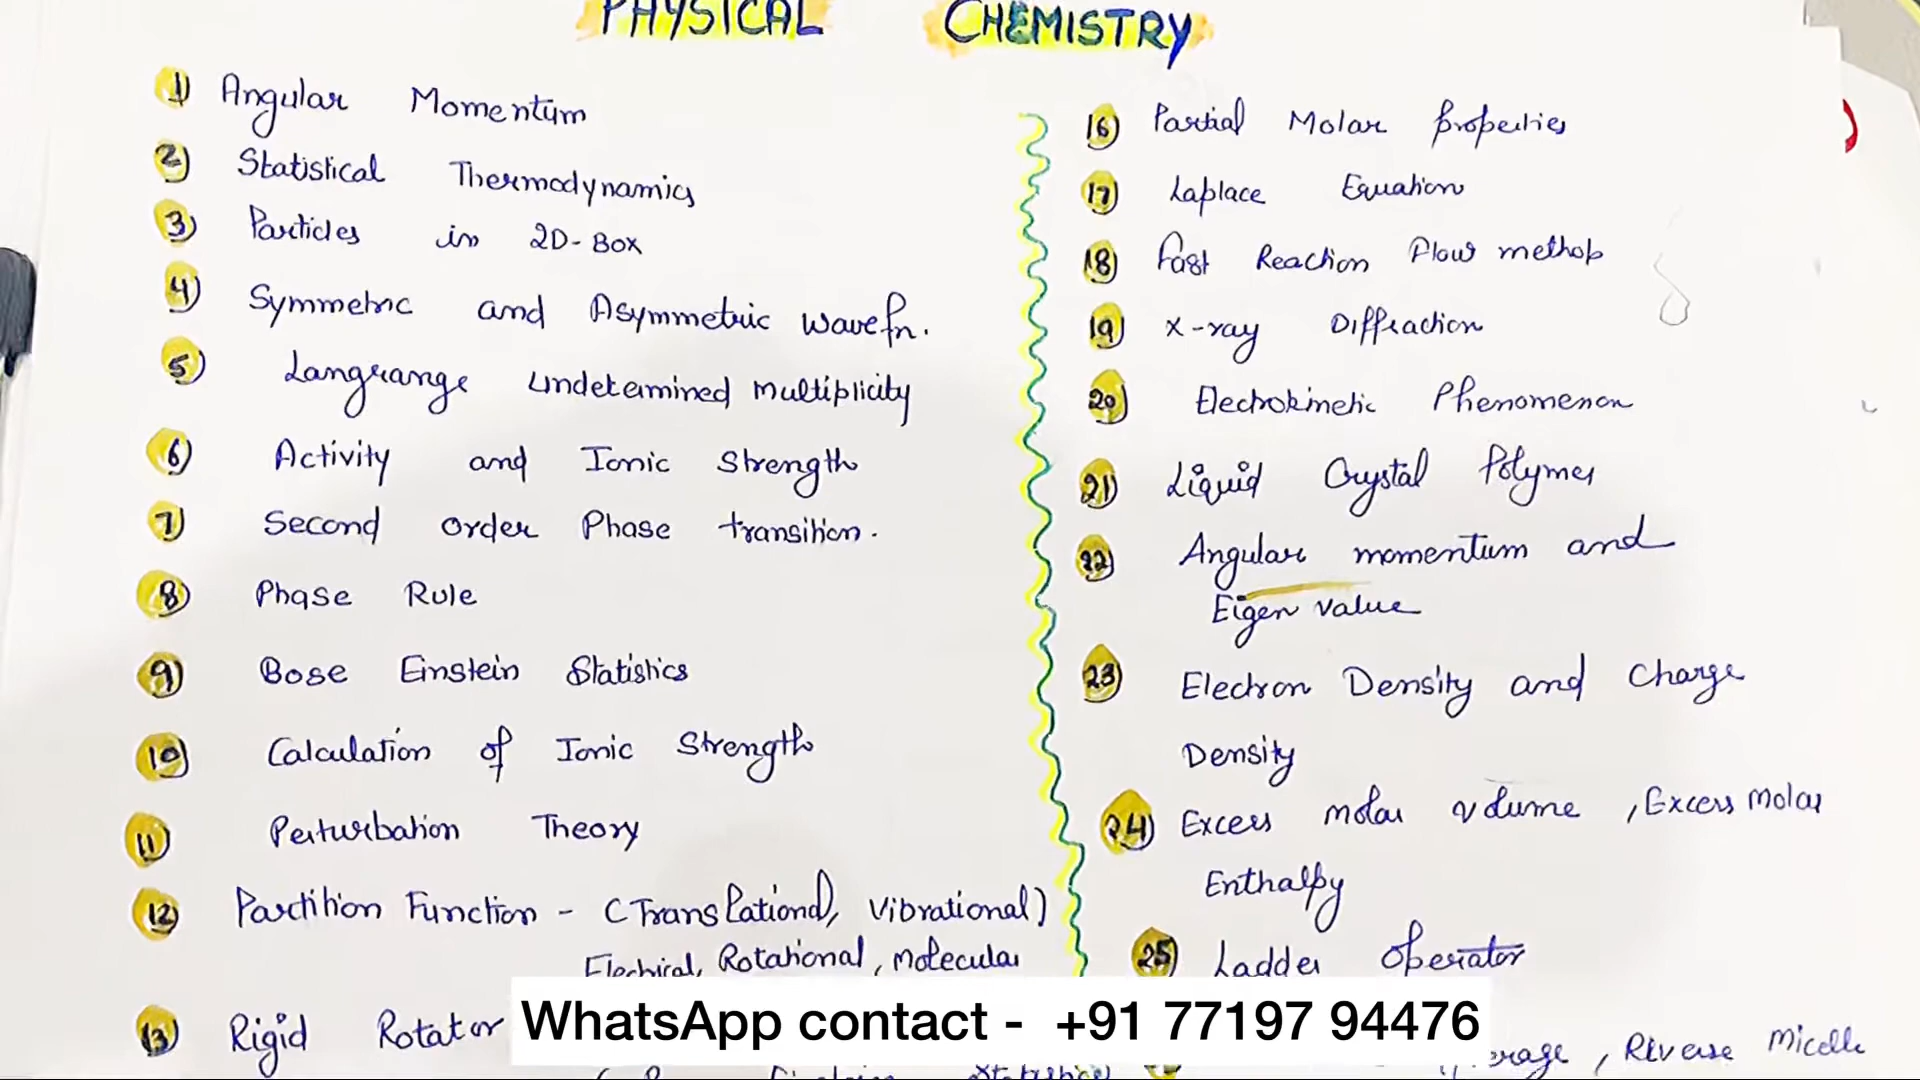 PHYSICAL CHEMISTRY
1) Angular Momentum
2) Statistical Thermodynamics
3) Particles in 2D-Box
4) Symmetric and Asymmetric wavefn.
5) Langrange Undetermined multiplicity
6) Activity and Ionic Strength
7) Second order Phase transition.
8) Phase Rule
9) Bose Einstein Statistics
10) Calculation of Ionic Strength
11) Perturbation Theory
12) Partition Function - (Translational, Vibrational)
Electrical, Rotational, molecular
13) Rigid Rotator
16) Partial Molar properties
17) Laplace Equation
18) Fast Reaction Flow method
19) X-ray Diffraction
20) Electrokinetic Phenomenon
21) Liquid Crystal Polymer
22) Angular momentum and
Eigen value
23) Electron Density and Charge
Density
24) Excess molar volume, Excess Molar
Enthalpy
25) Ladder operator
, Reverse Micelle
WhatsApp contact - +91 77197 94476